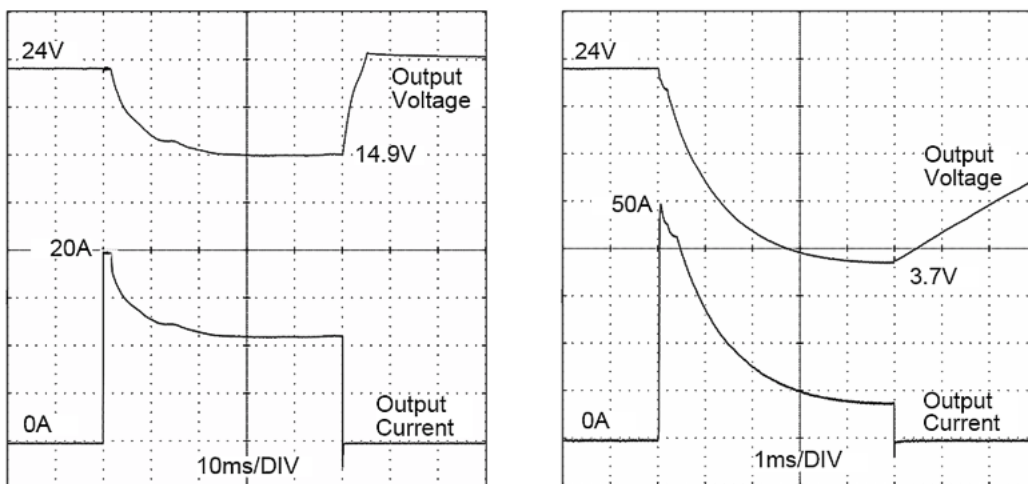 24V
Output
Voltage
14.9V
20A
0A
Output
Current
10ms/DIV
24V
Output
Voltage
50A
3.7V
0A
Output
Current
1ms/DIV